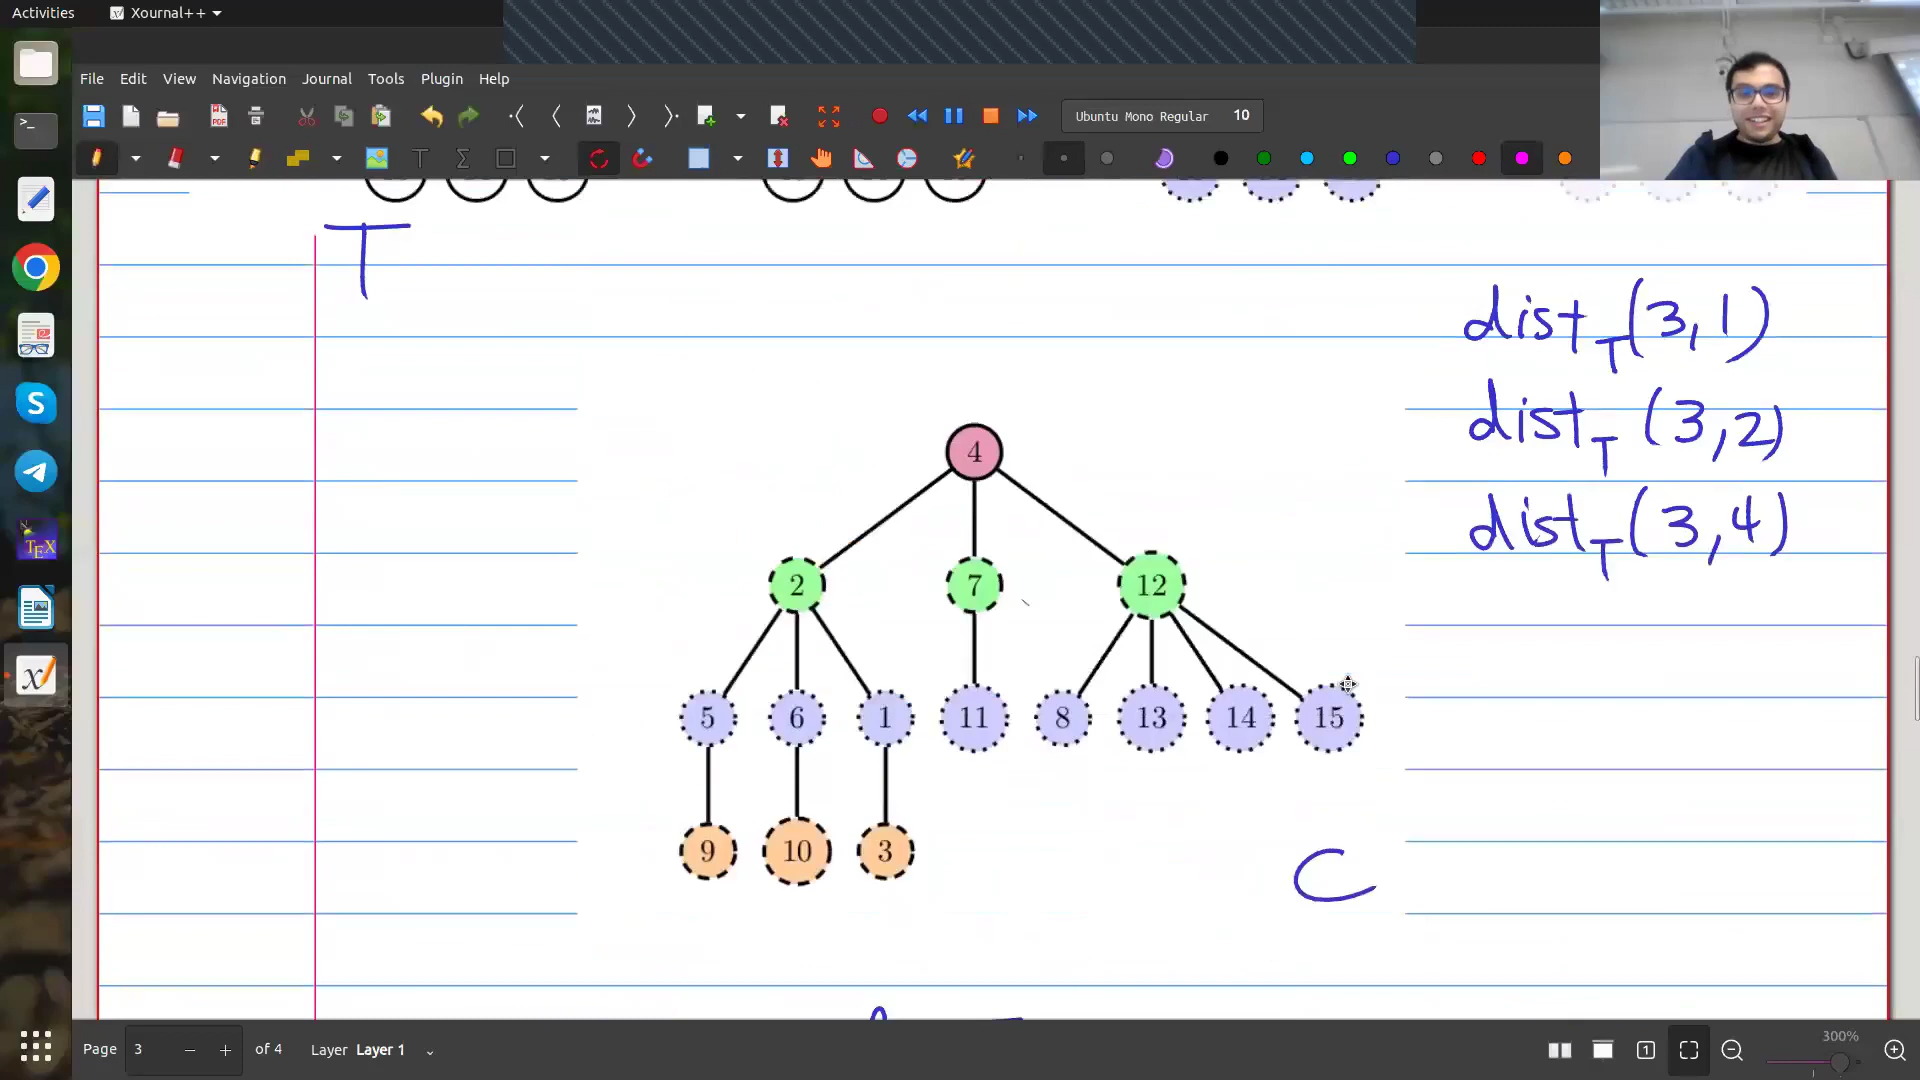 Activities Xournal++
File Edit View Navigation Journal Tools Plugin Help
Ubuntu Mono Regular 10
T
dist_T(3,1)
dist_T(3,2)
dist_T(3,4)
4
2 7 12
5 6 1 11 8 13 14 15
9 10 3
C
Page 3 of 4 Layer Layer 1 300%